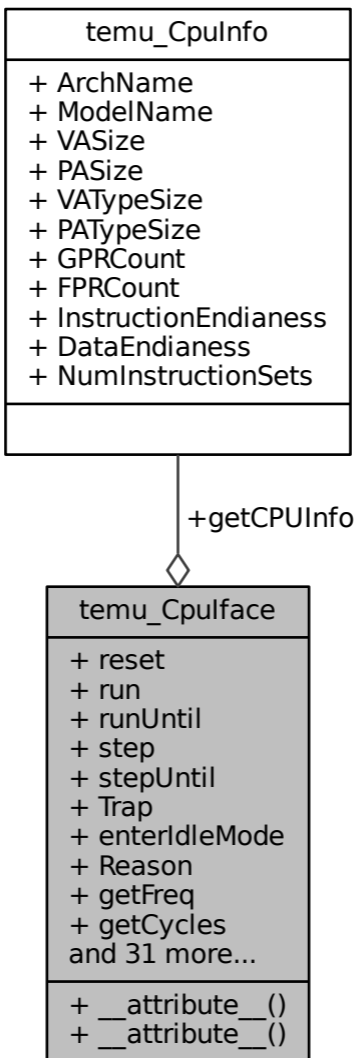 temu_CpuInfo
+ ArchName
+ ModelName
+ VASize
+ PASize
+ VATypeSize
+ PATypeSize
+ GPRCount
+ FPRCount
+ InstructionEndianess
+ DataEndianess
+ NumInstructionSets
+getCPUInfo
temu_CpuIface
+ reset
+ run
+ runUntil
+ step
+ stepUntil
+ Trap
+ enterIdleMode
+ Reason
+ getFreq
+ getCycles
and 31 more...
+ __attribute__()
+ __attribute__()